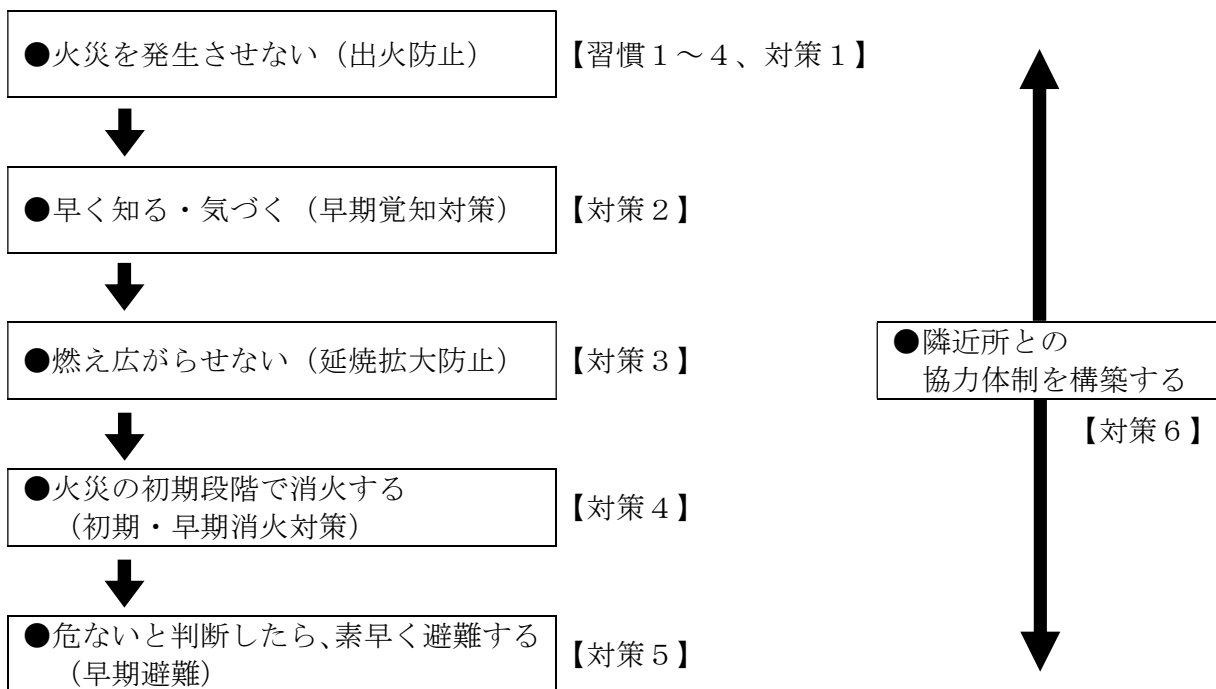 ●火災を発生させない（出火防止）
【習慣１～４、対策１】
●早く知る・気づく（早期覚知対策）
【対策２】
●燃え広がらせない（延焼拡大防止）
【対策３】
●隣近所との
協力体制を構築する
【対策６】
●火災の初期段階で消火する
（初期・早期消火対策）
【対策４】
●危ないと判断したら、素早く避難する
（早期避難）
【対策５】